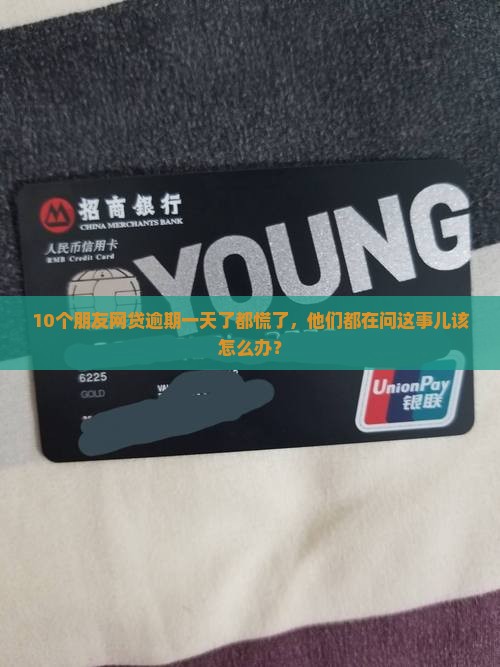 招商银行
CHINA MERCHANTS BANK
人民币信用卡
RMB Credit Card
YOUNG
10个朋友网贷逾期一天了都慌了，他们都在问这事儿该
怎么办？
6225
GOLD
UnionPay
银联